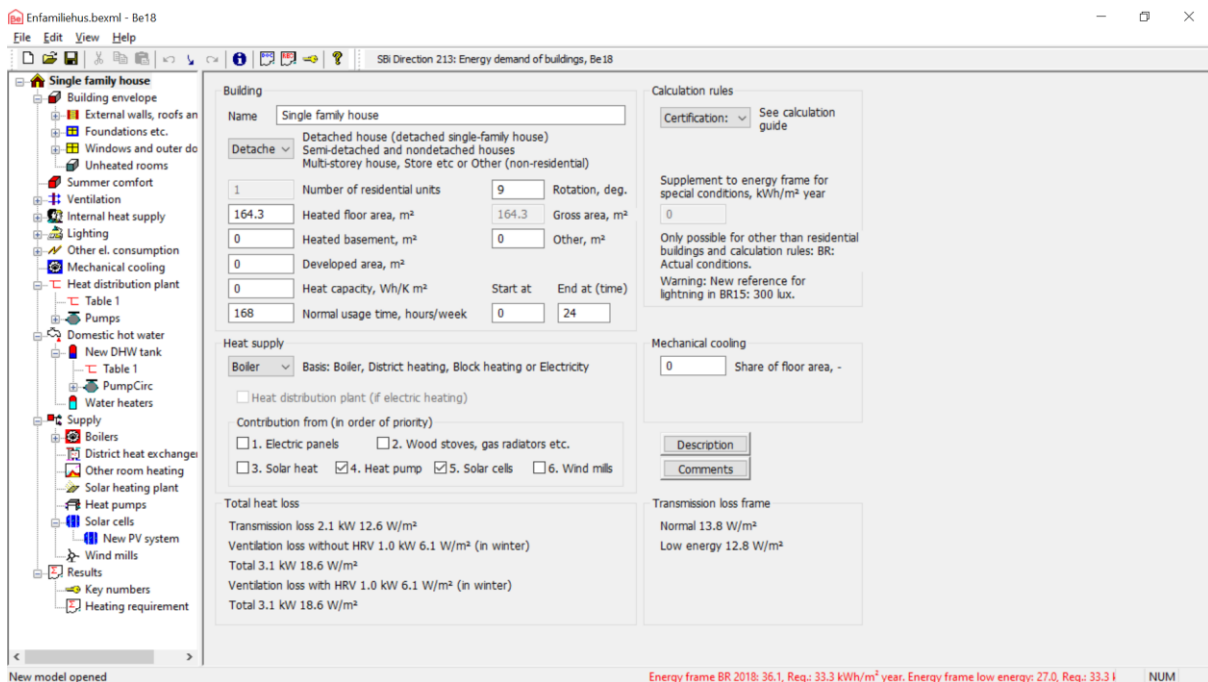 Enfamiliehus.bexml - Be18
File Edit View Help
SBi Direction 213: Energy demand of buildings, Be18
Single family house
Building envelope
External walls, roofs an
Foundations etc.
Windows and outer do
Unheated rooms
Summer comfort
Ventilation
Internal heat supply
Lighting
Other el. consumption
Mechanical cooling
Heat distribution plant
Table 1
Pumps
Domestic hot water
New DHW tank
Table 1
PumpCirc
Water heaters
Supply
Boilers
District heat exchange
Other room heating
Solar heating plant
Heat pumps
Solar cells
New PV system
Wind mills
Results
Key numbers
Heating requirement
Building
Name Single family house
Detache
Detached house (detached single-family house)
Semi-detached and nondetached houses
Multi-storey house, Store etc or Other (non-residential)
1 Number of residential units 9 Rotation, deg.
164.3 Heated floor area, m² 164.3 Gross area, m²
0 Heated basement, m² 0 Other, m²
0 Developed area, m²
0 Heat capacity, Wh/K m² Start at End at (time)
168 Normal usage time, hours/week 0 24
Calculation rules
Certification: See calculation
guide
Supplement to energy frame for
special conditions, kWh/m² year
0
Only possible for other than residential
buildings and calculation rules: BR:
Actual conditions.
Warning: New reference for
lightning in BR15: 300 lux.
Heat supply
Boiler Basis: Boiler, District heating, Block heating or Electricity
Heat distribution plant (if electric heating)
Contribution from (in order of priority)
1. Electric panels 2. Wood stoves, gas radiators etc.
3. Solar heat 4. Heat pump 5. Solar cells 6. Wind mills
Mechanical cooling
0 Share of floor area, -
Description
Comments
Total heat loss
Transmission loss 2.1 kW 12.6 W/m²
Ventilation loss without HRV 1.0 kW 6.1 W/m² (in winter)
Total 3.1 kW 18.6 W/m²
Ventilation loss with HRV 1.0 kW 6.1 W/m² (in winter)
Total 3.1 kW 18.6 W/m²
Transmission loss frame
Normal 13.8 W/m²
Low energy 12.8 W/m²
New model opened
Energy frame BR 2018: 36.1, Req.: 33.3 kWh/m² year. Energy frame low energy: 27.0, Req.: 33.3
NUM